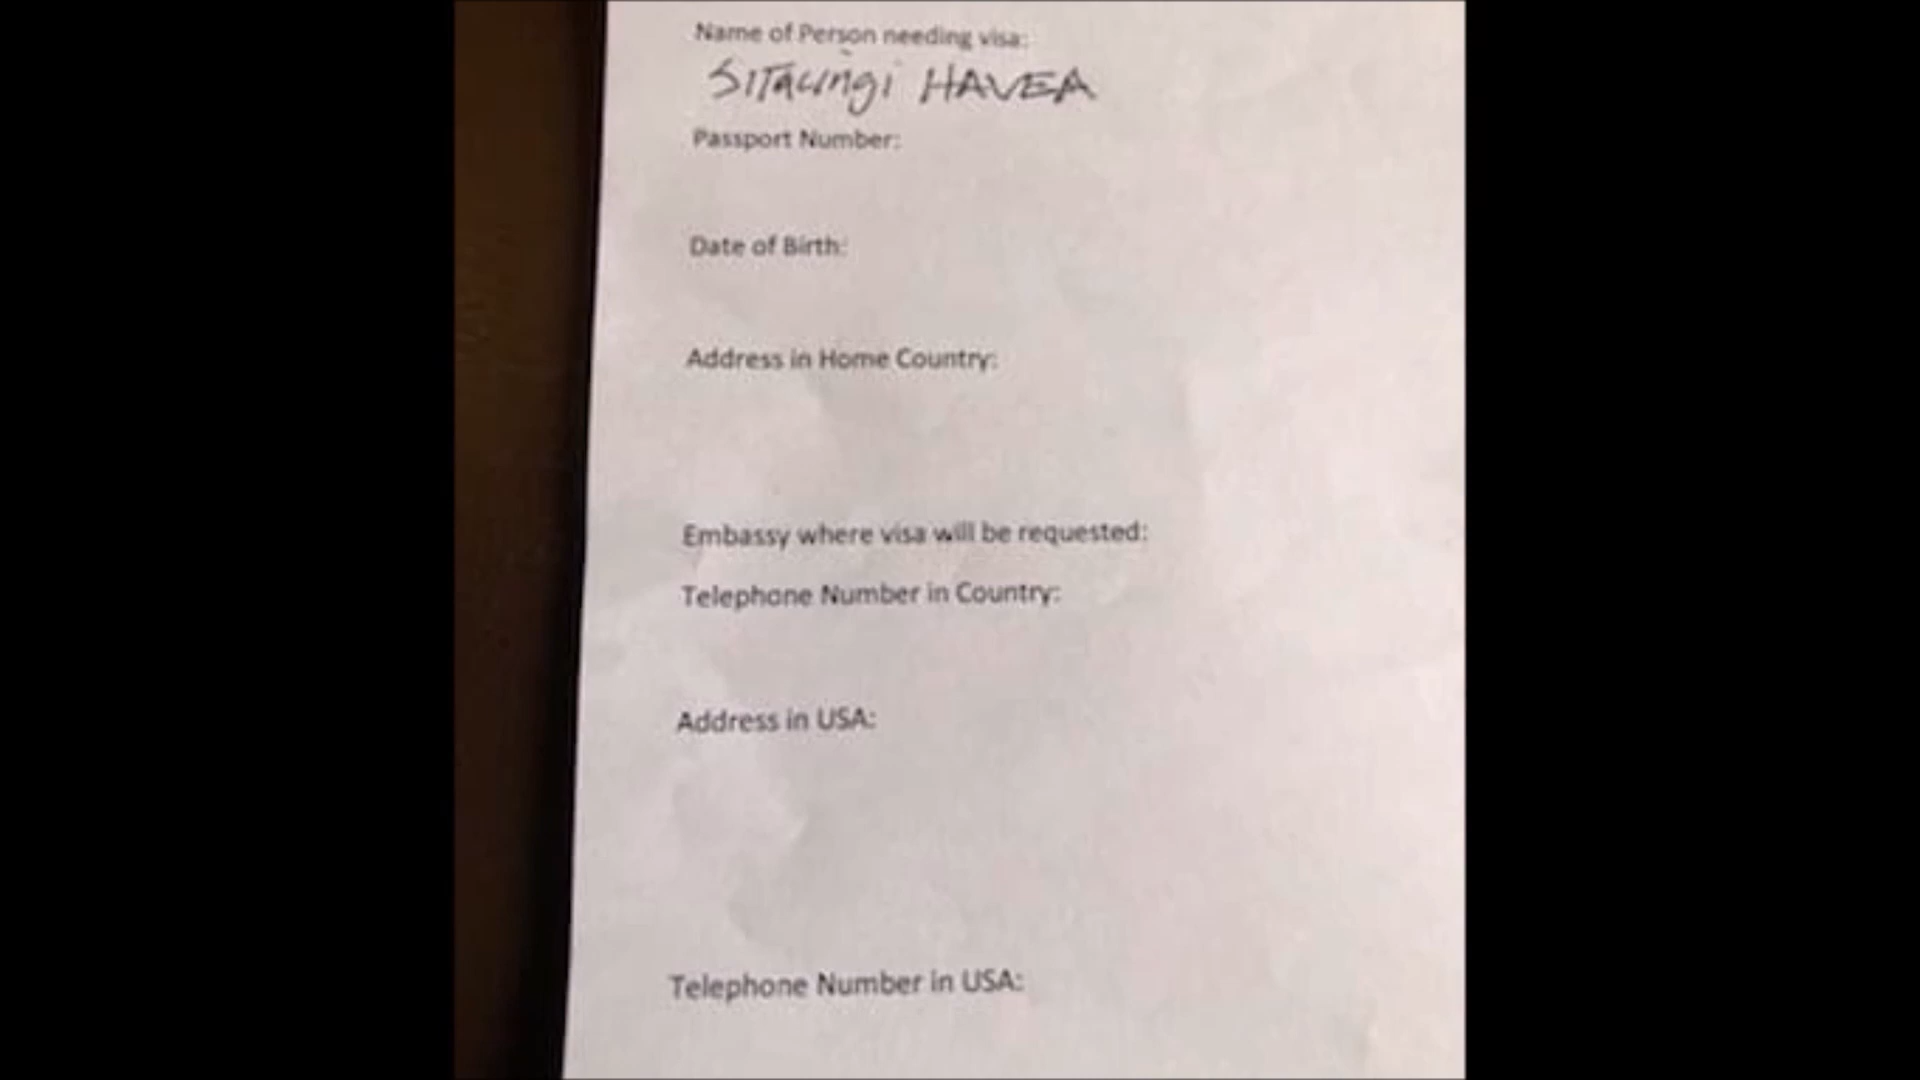 Name of Person needing visa:
SITAUngi HAVEA
Passport Number:
Date of Birth:
Address in Home Country:
Embassy where visa will be requested:
Telephone Number in Country:
Address in USA:
Telephone Number in USA: